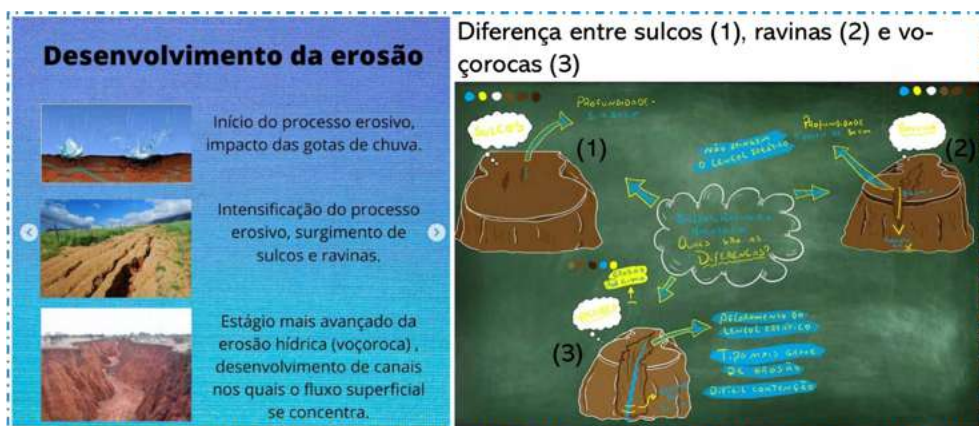 Desenvolvimento da erosão
Início do processo erosivo,
impacto das gotas de chuva.
Intensificação do processo
erosivo, surgimento de
sulcos e ravinas.
Estágio mais avançado da
erosão hídrica (voçoroca) ,
desenvolvimento de canais
nos quais o fluxo superficial
se concentra.
Diferença entre sulcos (1), ravinas (2) e vo-
çorocas (3)
SULCOS
PROFUNDIDADE
(1)
NÃO ATINGEM
O LENÇOL FREÁTICO
PROFUNDIDADE
(2)
QUAIS SÃO AS
DIFERENÇAS?
(3)
AFLORAMENTO DO
LENÇOL FREÁTICO
TIPO MAIS GRAVE
DE EROSÃO
DIFÍCIL CONTENÇÃO